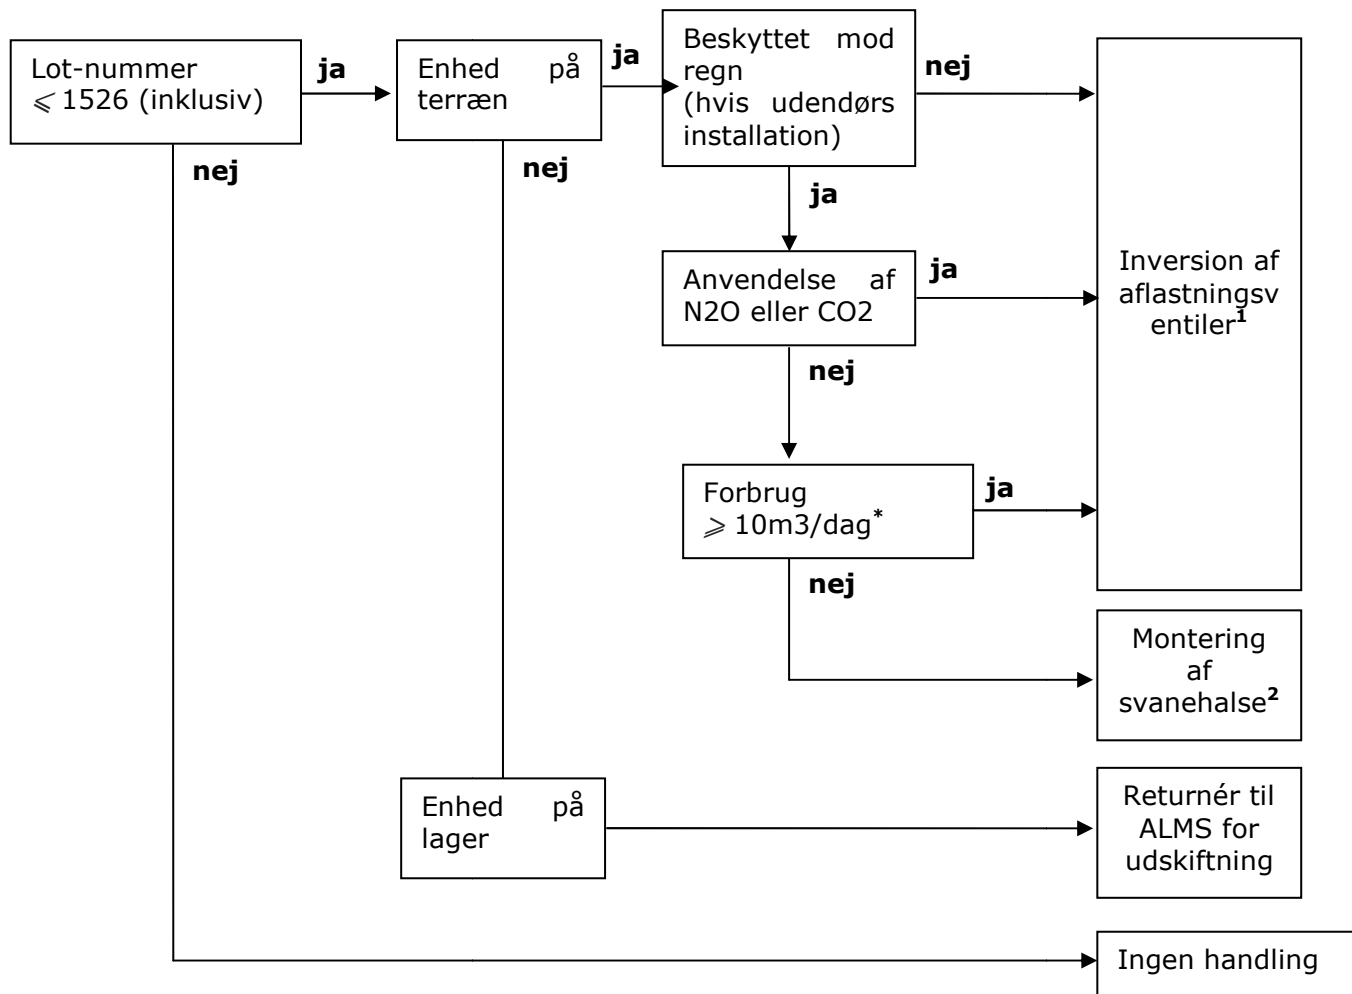 Lot-nummer
⩽ 1526 (inklusiv)
ja
Enhed på
terræn
ja
Beskyttet mod
regn
(hvis udendørs
installation)
nej
nej
nej
ja
Anvendelse af
N2O eller CO2
ja
Inversion af
aflastningsv
entiler¹
nej
Forbrug
⩾ 10m3/dag*
ja
nej
Montering
af
svanehalse²
Enhed på
lager
Returnér til
ALMS for
udskiftning
Ingen handling